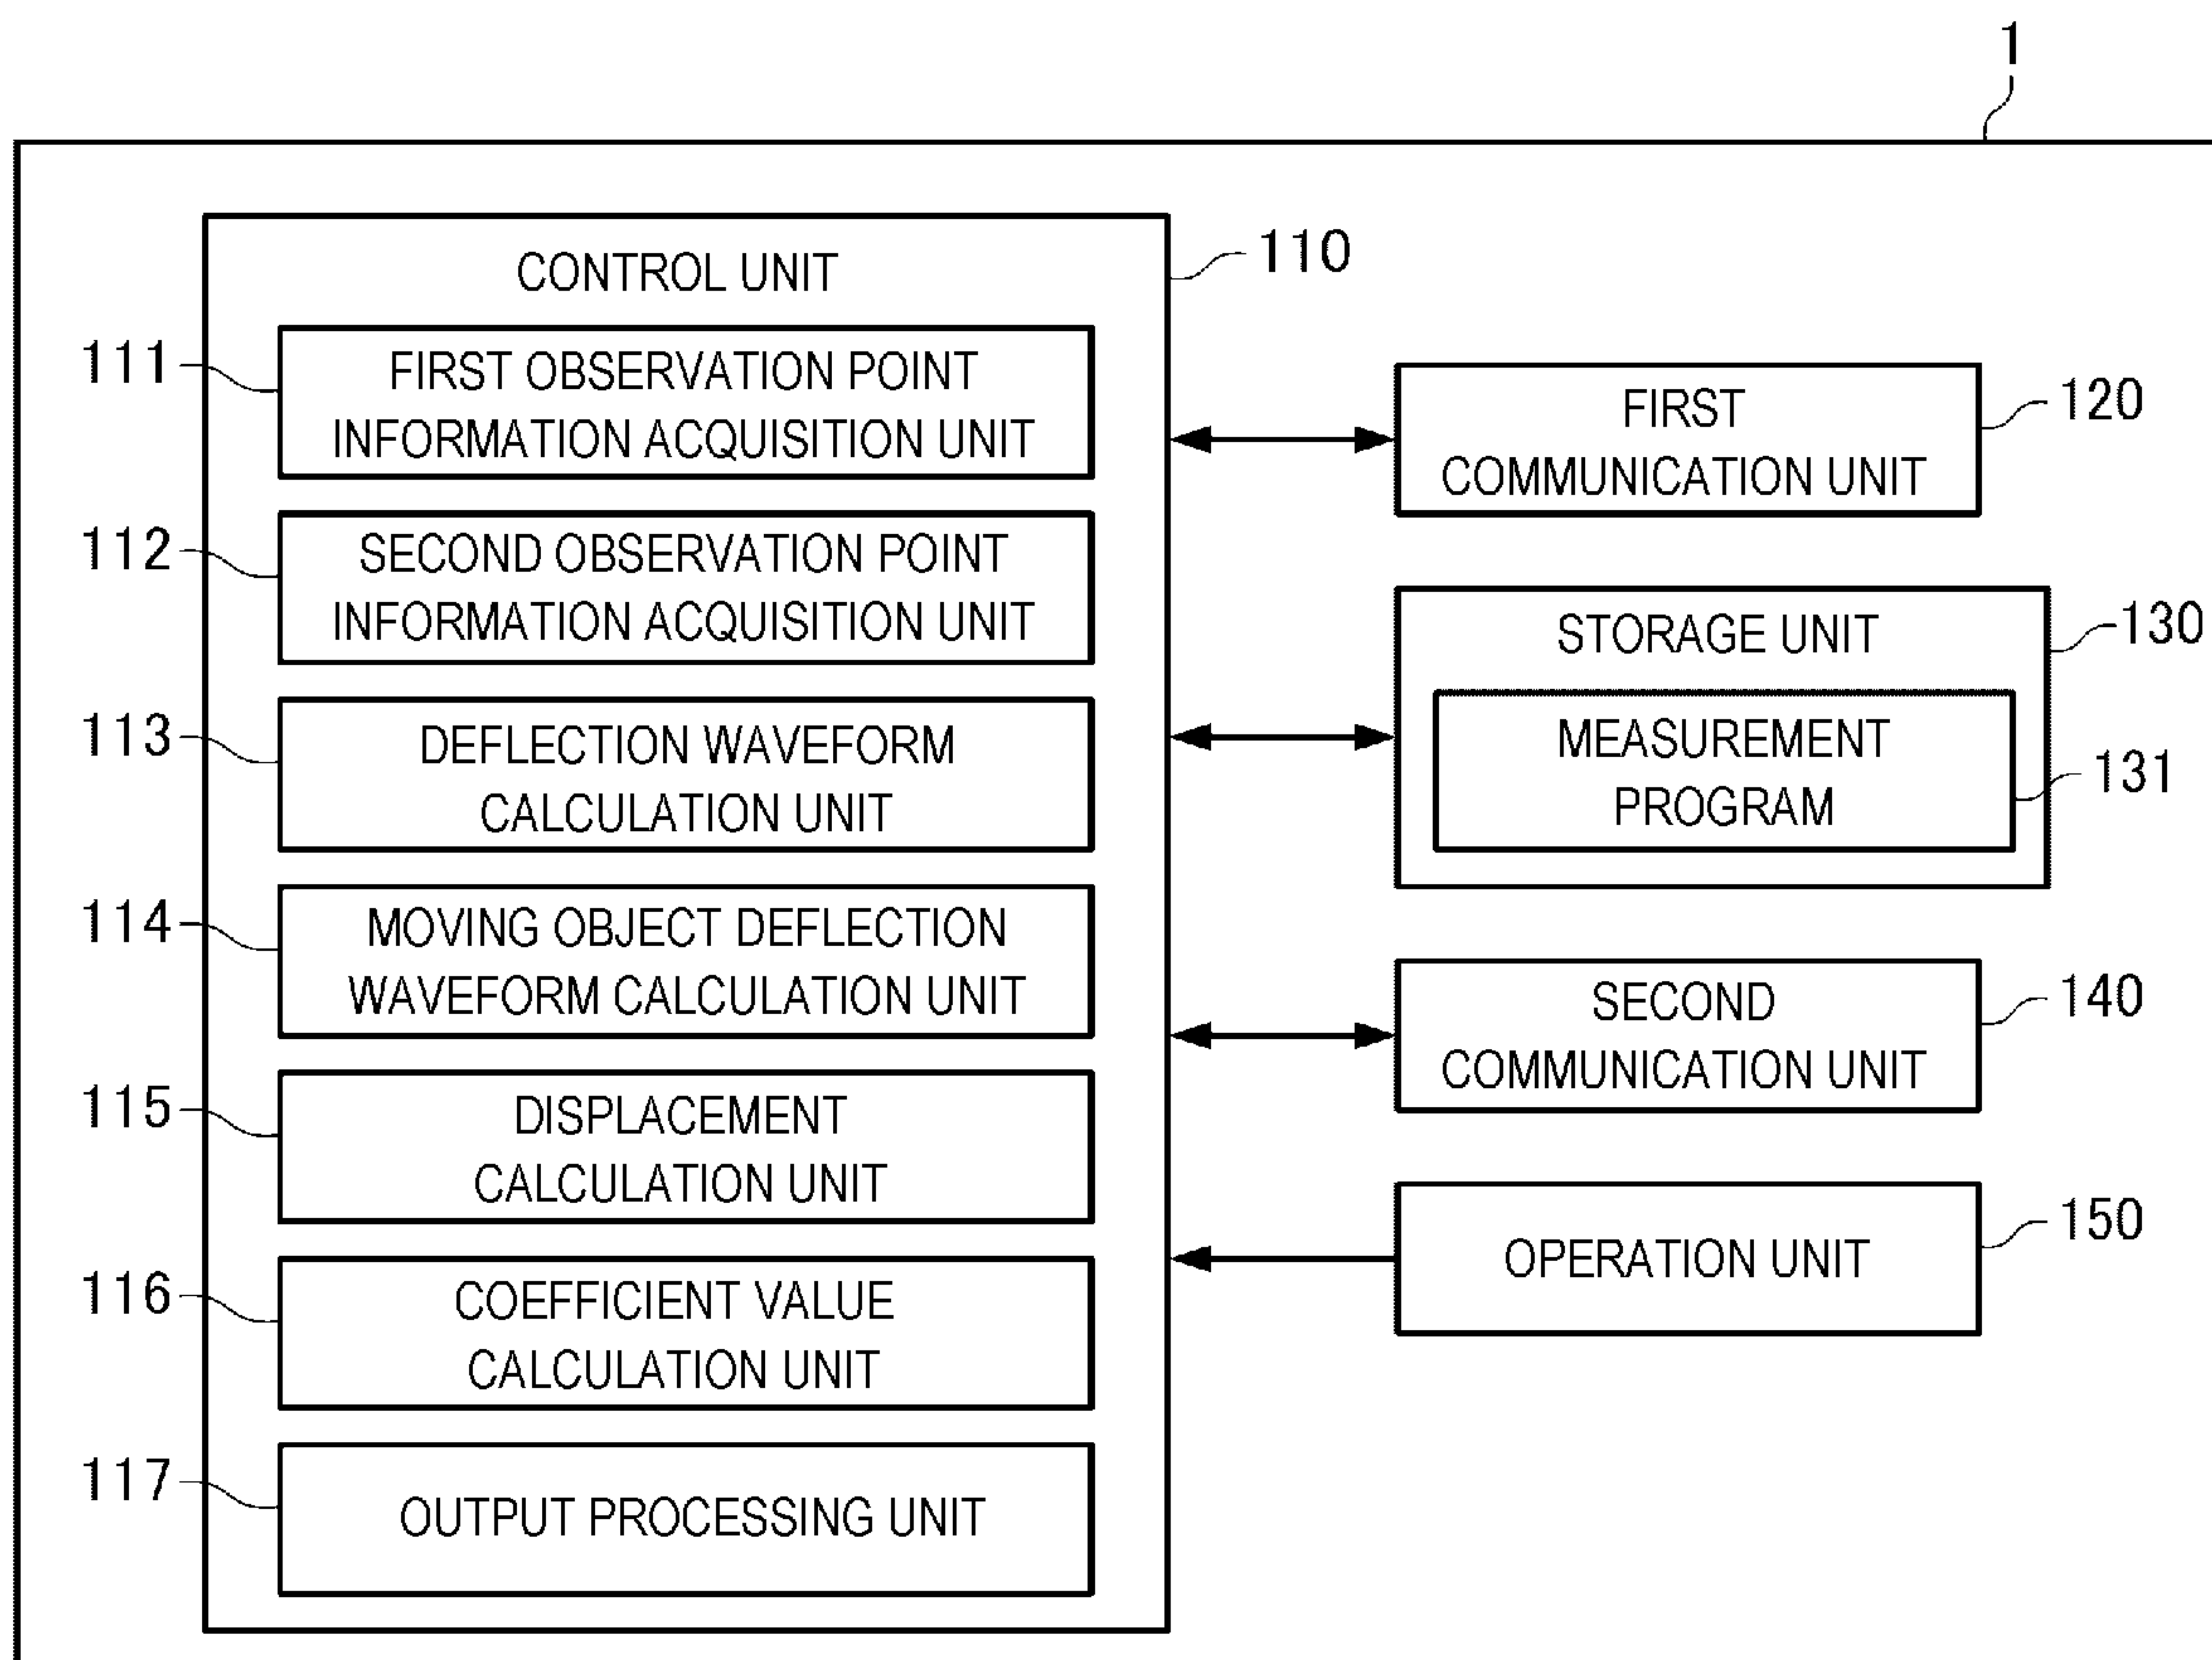 1
CONTROL UNIT
110
111
FIRST OBSERVATION POINT
INFORMATION ACQUISITION UNIT
112
SECOND OBSERVATION POINT
INFORMATION ACQUISITION UNIT
113
DEFLECTION WAVEFORM
CALCULATION UNIT
114
MOVING OBJECT DEFLECTION
WAVEFORM CALCULATION UNIT
115
DISPLACEMENT
CALCULATION UNIT
116
COEFFICIENT VALUE
CALCULATION UNIT
117
OUTPUT PROCESSING UNIT
FIRST
COMMUNICATION UNIT
120
STORAGE UNIT
130
MEASUREMENT
PROGRAM
131
SECOND
COMMUNICATION UNIT
140
OPERATION UNIT
150